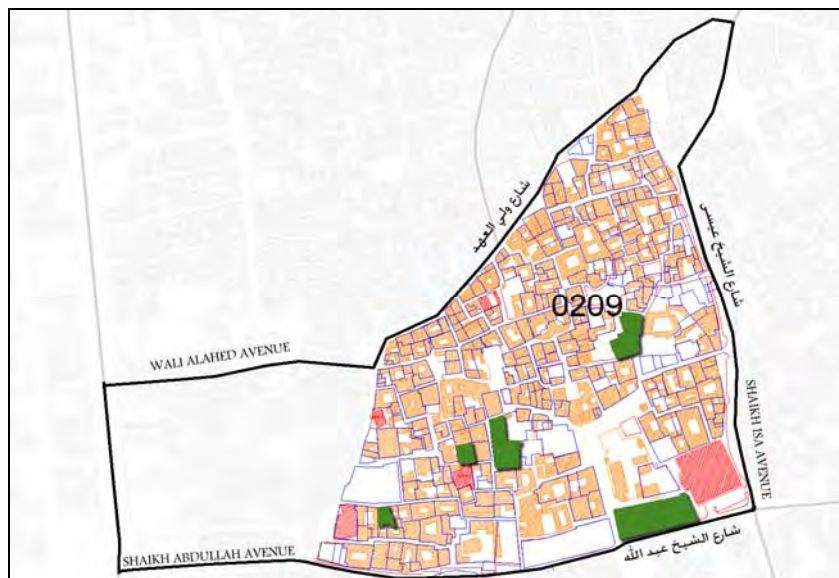 شارع ولي العهد
شارع الشيخ عيسى
0209
WALI ALAHED AVENUE
SHAIKH ISA AVENUE
SHAIKH ABDULLAH AVENUE
شارع الشيخ عبد الله